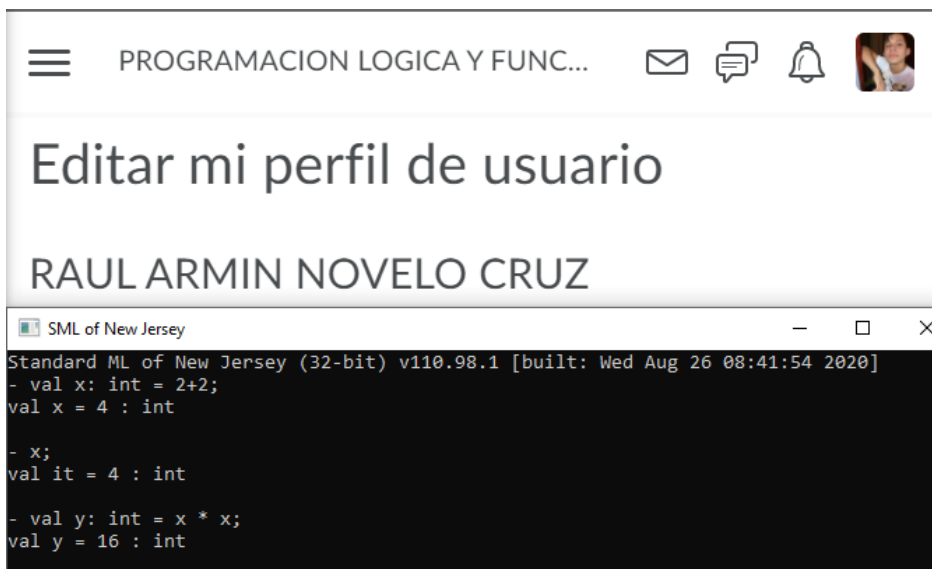 PROGRAMACION LOGICA Y FUNC...
Editar mi perfil de usuario
RAUL ARMIN NOVELO CRUZ
SML of New Jersey
Standard ML of New Jersey (32-bit) v110.98.1 [built: Wed Aug 26 08:41:54 2020]
- val x: int = 2+2;
val x = 4 : int
- x;
val it = 4 : int
- val y: int = x * x;
val y = 16 : int